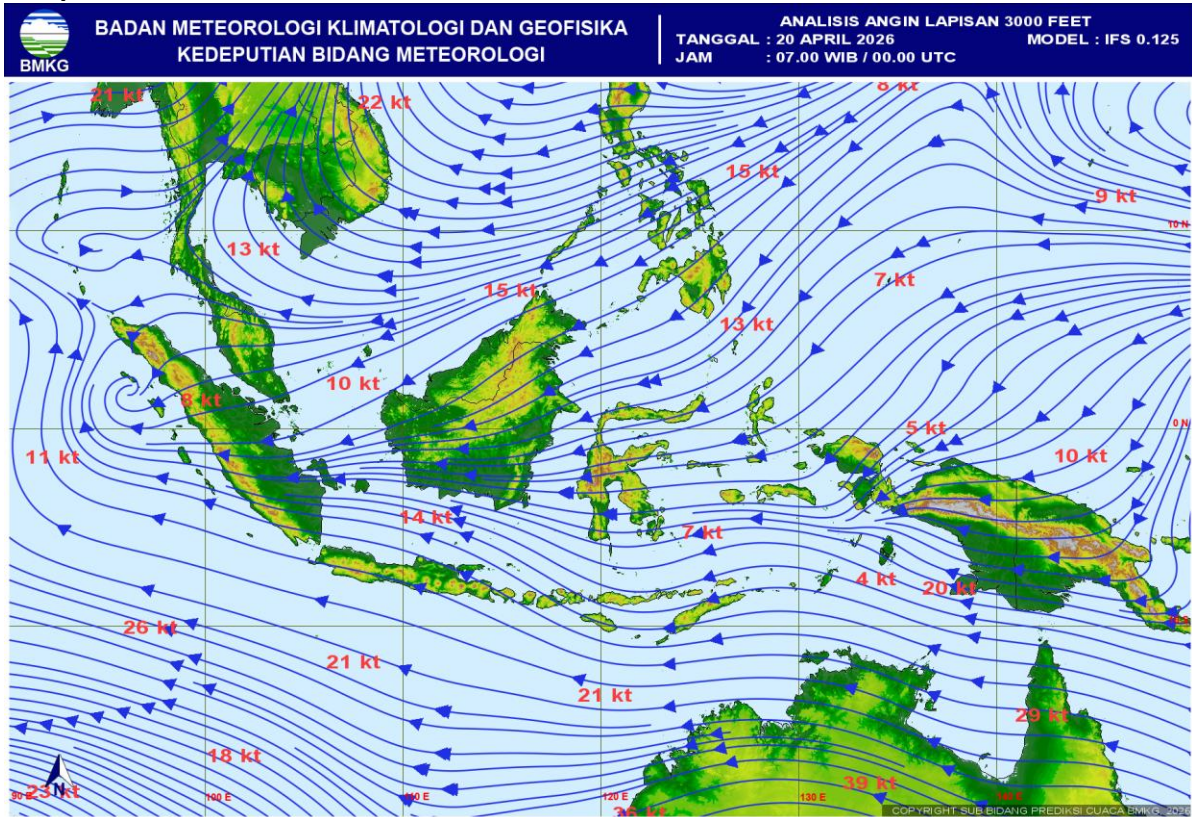 BADAN METEOROLOGI KLIMATOLOGI DAN GEOFISIKA
KEDEPUTIAN BIDANG METEOROLOGI
BMKG
ANALISIS ANGIN LAPISAN 3000 FEET
TANGGAL : 20 APRIL 2026 MODEL : IFS 0.125
JAM : 07.00 WIB / 00.00 UTC
21 kt
22 kt
8 kt
15 kt
9 kt
10 N
13 kt
7 kt
15 kt
13 kt
10 kt
8 kt
5 kt
0 N
11 kt
10 kt
14 kt
7 kt
4 kt
20 kt
26 kt
21 kt
21 kt
29 kt
18 kt
39 kt
N
23 kt
90 E
100 E
110 E
120 E
130 E
COPYRIGHT SUB BIDANG PREDIKSI CUACA BMKG, 2026